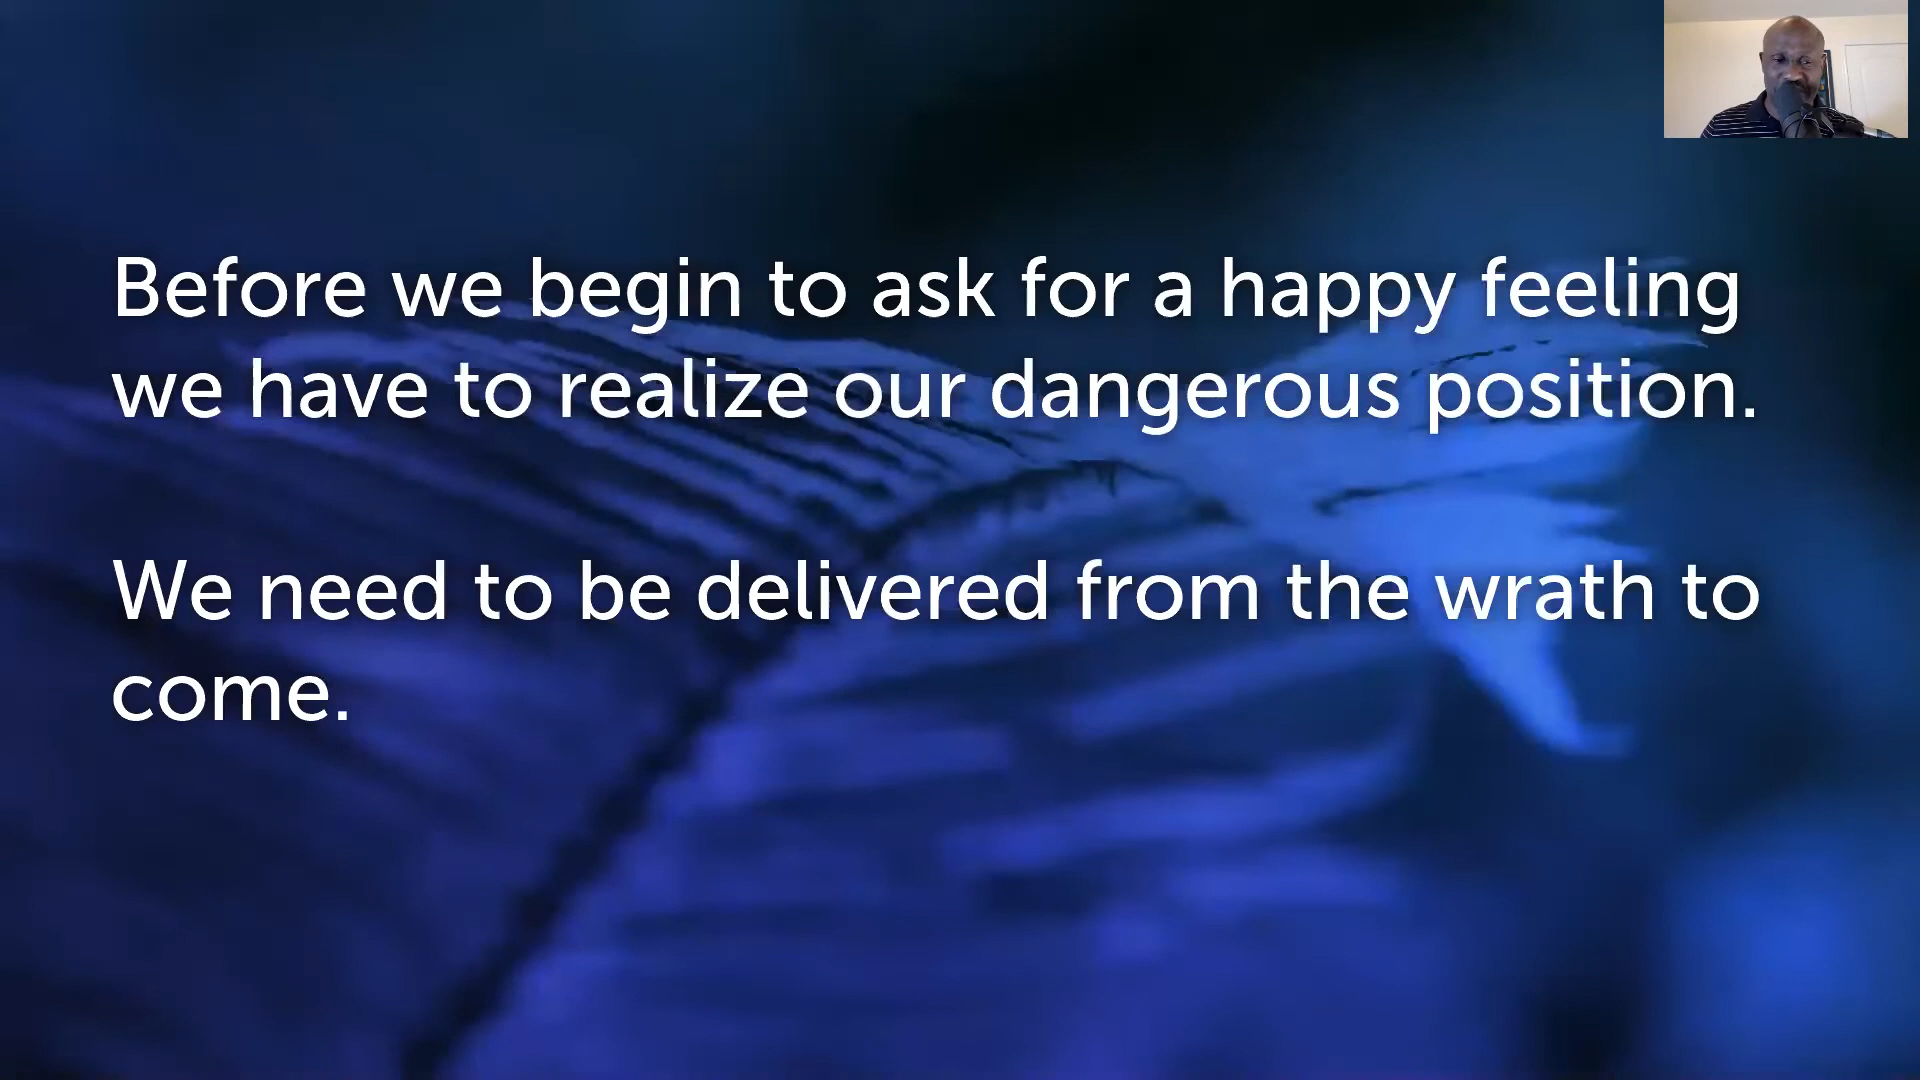 Before we begin to ask for a happy feeling
we have to realize our dangerous position.
We need to be delivered from the wrath to
come.